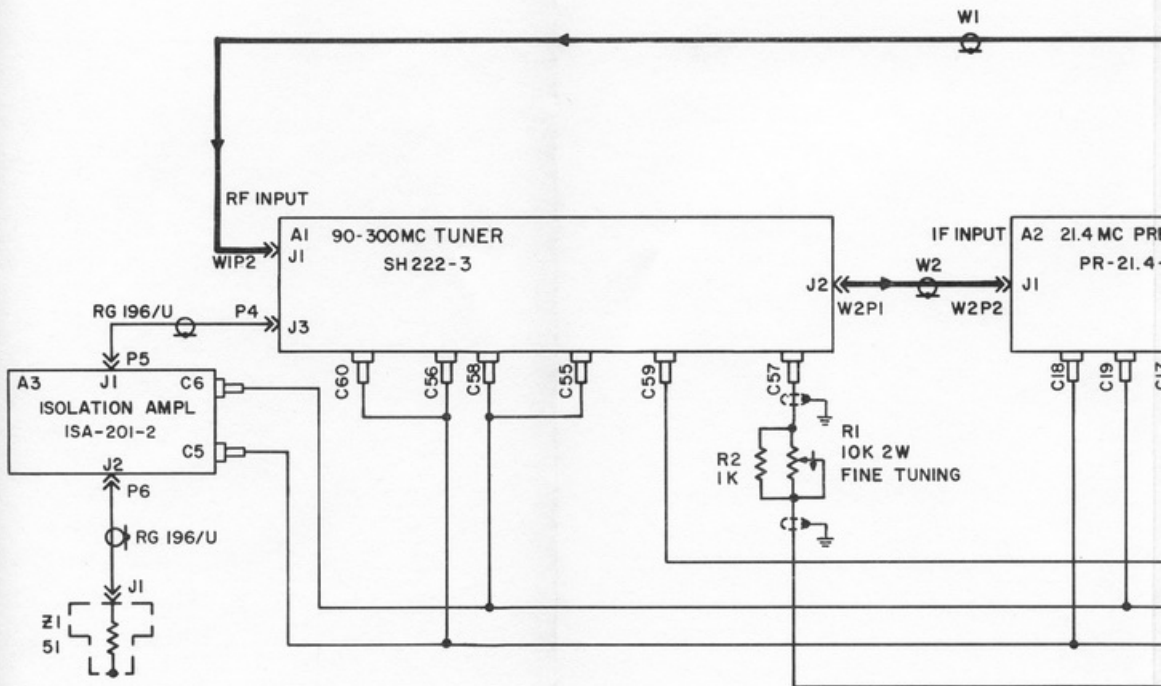 W1
RF INPUT
W1P2
A1 90-300MC TUNER
J1 SH222-3
J2
J3
W2
W2P1 W2P2
IF INPUT
A2 21.4 MC PR
J1 PR-21.4-
RG 196/U P4
P5
A3 J1 C6
ISOLATION AMPL
ISA-201-2
C5
J2
P6
RG 196/U
J1
Z1
51
C60
C56
C58
C55
C59
C57
C18
C19
R2
1K
R1
10K 2W
FINE TUNING